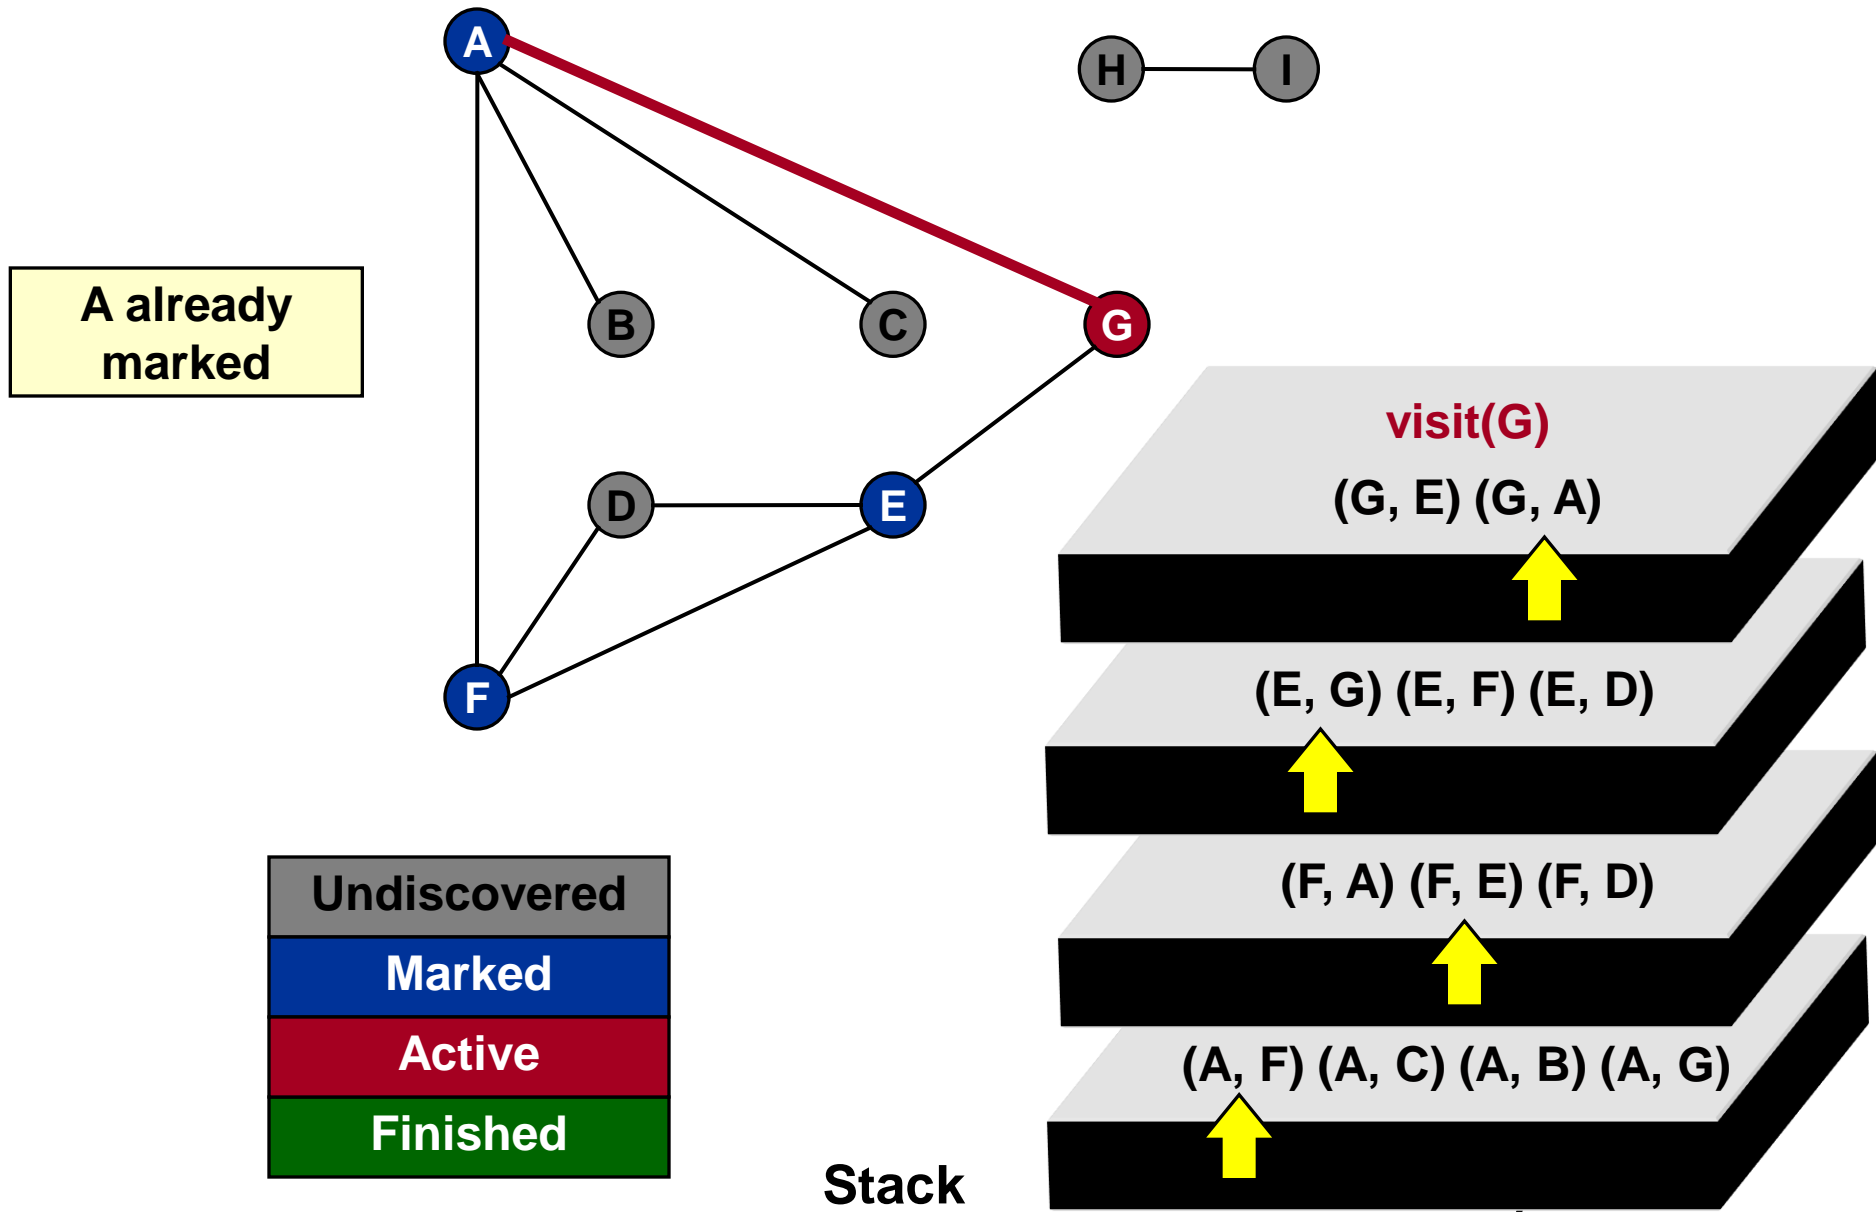 A
H
I
A already
marked
B
C
G
visit(G)
(G, E) (G, A)
D
E
(E, G) (E, F) (E, D)
F
(F, A) (F, E) (F, D)
Undiscovered
Marked
Active
Finished
(A, F) (A, C) (A, B) (A, G)
Stack